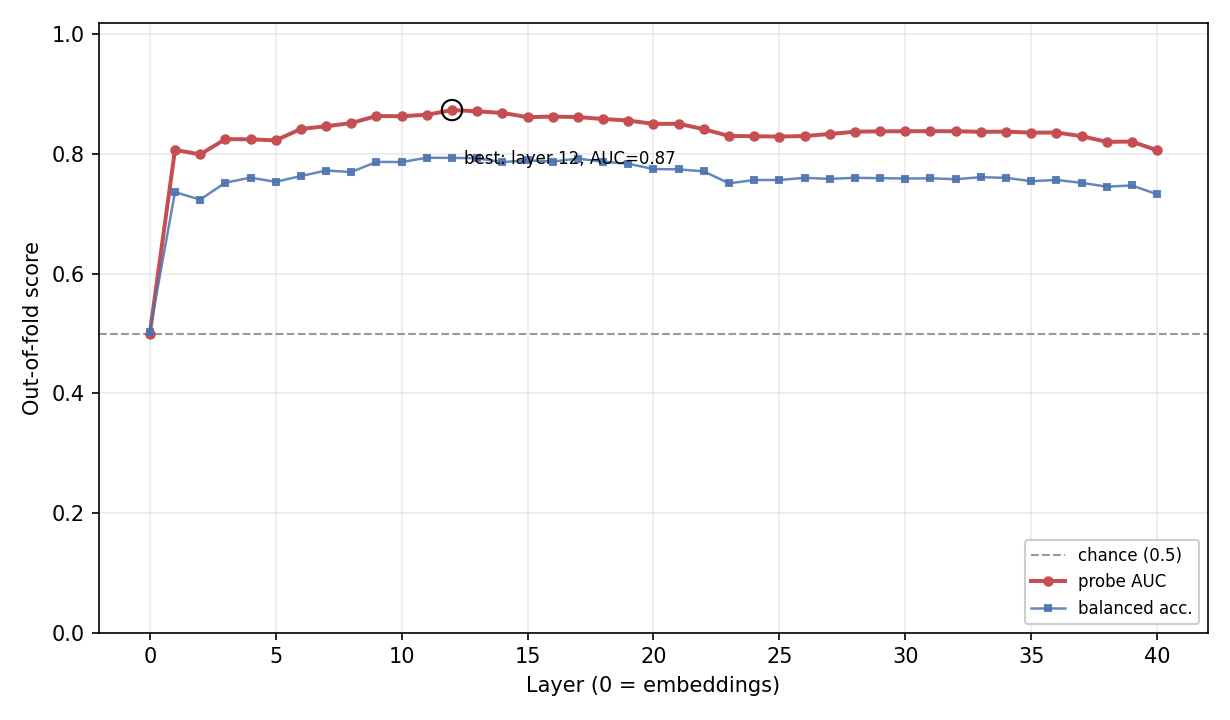 1.0
0.8
0.6
0.4
0.2
0.0
Out-of-fold score
best: layer 12, AUC=0.87
chance (0.5)
probe AUC
balanced acc.
0 5 10 15 20 25 30 35 40
Layer (0 = embeddings)